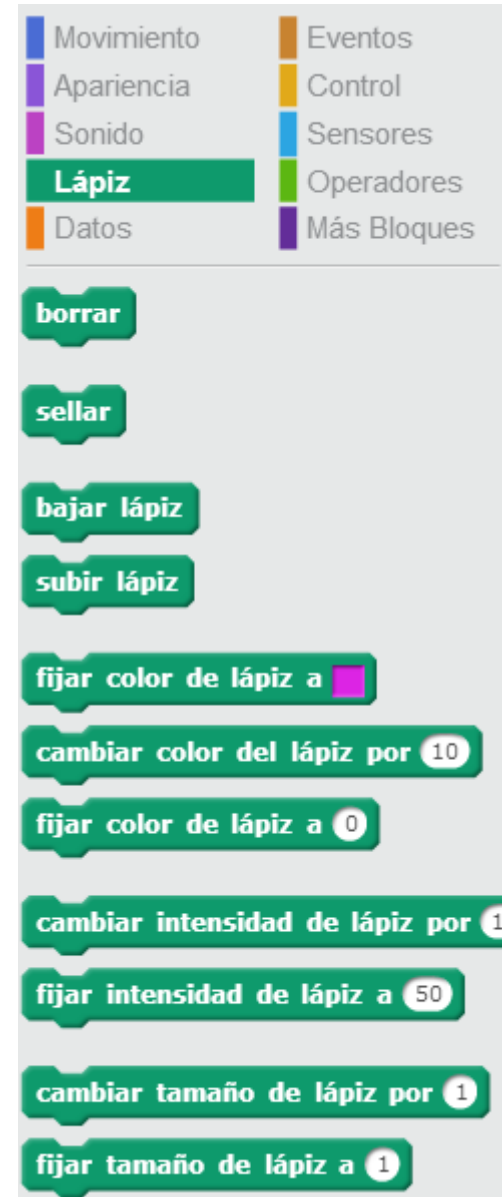 Movimiento Eventos
Apariencia Control
Sonido Sensores
Lápiz Operadores
Datos Más Bloques
borrar
sellar
bajar lápiz
subir lápiz
fijar color de lápiz a
cambiar color del lápiz por 10
fijar color de lápiz a 0
cambiar intensidad de lápiz por 1
fijar intensidad de lápiz a 50
cambiar tamaño de lápiz por 1
fijar tamaño de lápiz a 1